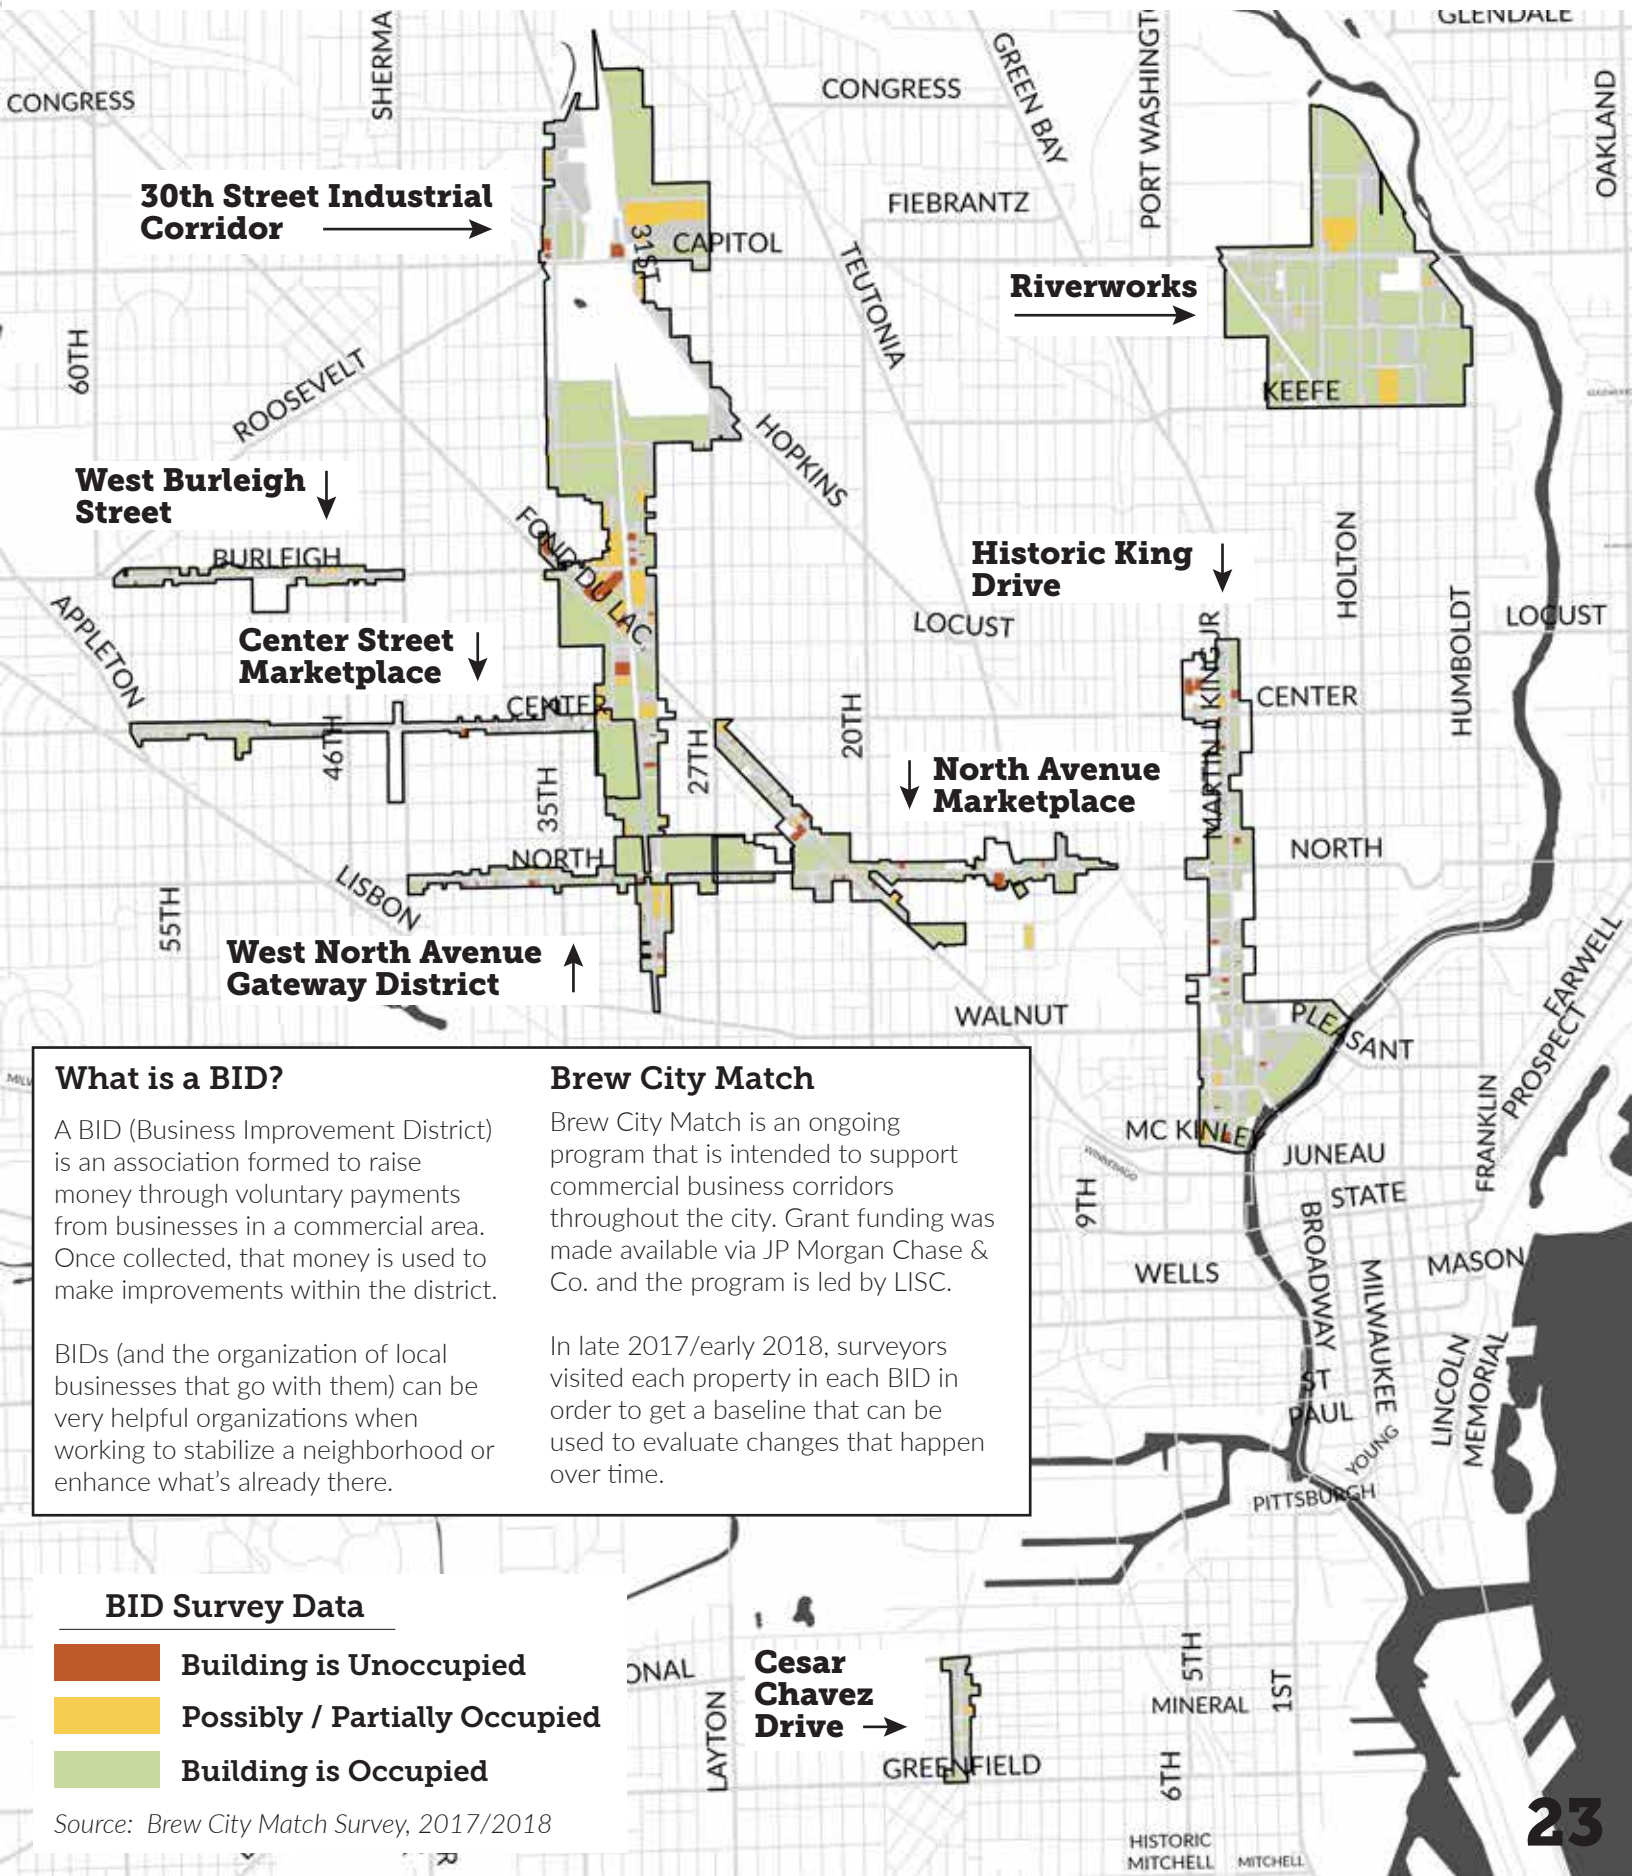 GLENDALE
SHERMA
CONGRESS
CONGRESS
GREEN BAY
PORT WASHINGT
OAKLAND
30th Street Industrial
Corridor
FIEBRANTZ
31ST
CAPITOL
TEUTONIA
Riverworks
60TH
ROOSEVELT
KEEFE
HOPKINS
West Burleigh
Street
BURLEIGH
FOND DU LAC
Historic King
Drive
HOLTON
APPLETON
LOCUST
HUMBOLDT
LOCUST
Center Street
Marketplace
MARTIN L KING JR
CENTER
CENTER
46TH
27TH
20TH
35TH
North Avenue
Marketplace
NORTH
NORTH
LISBON
55TH
West North Avenue
Gateway District
FARWELL
WALNUT
PLEASANT
PROSPECT
What is a BID?
A BID (Business Improvement District)
is an association formed to raise
money through voluntary payments
from businesses in a commercial area.
Once collected, that money is used to
make improvements within the district.
BIDs (and the organization of local
businesses that go with them) can be
very helpful organizations when
working to stabilize a neighborhood or
enhance what's already there.
Brew City Match
Brew City Match is an ongoing
program that is intended to support
commercial business corridors
throughout the city. Grant funding was
made available via JP Morgan Chase &
Co. and the program is led by LISC.
In late 2017/early 2018, surveyors
visited each property in each BID in
order to get a baseline that can be
used to evaluate changes that happen
over time.
MC KINLEY
WINNEBAGO
FRANKLIN
JUNEAU
9TH
STATE
BROADWAY
WELLS
MASON
MILWAUKEE
LINCOLN
MEMORIAL
ST
PAUL
YOUNG
PITTSBURGH
BID Survey Data
Building is Unoccupied
Possibly / Partially Occupied
Building is Occupied
Source: Brew City Match Survey, 2017/2018
ONAL
LAYTON
Cesar
Chavez
Drive
GREENFIELD
5TH
MINERAL
1ST
6TH
HISTORIC
MITCHELL
MITCHELL
23